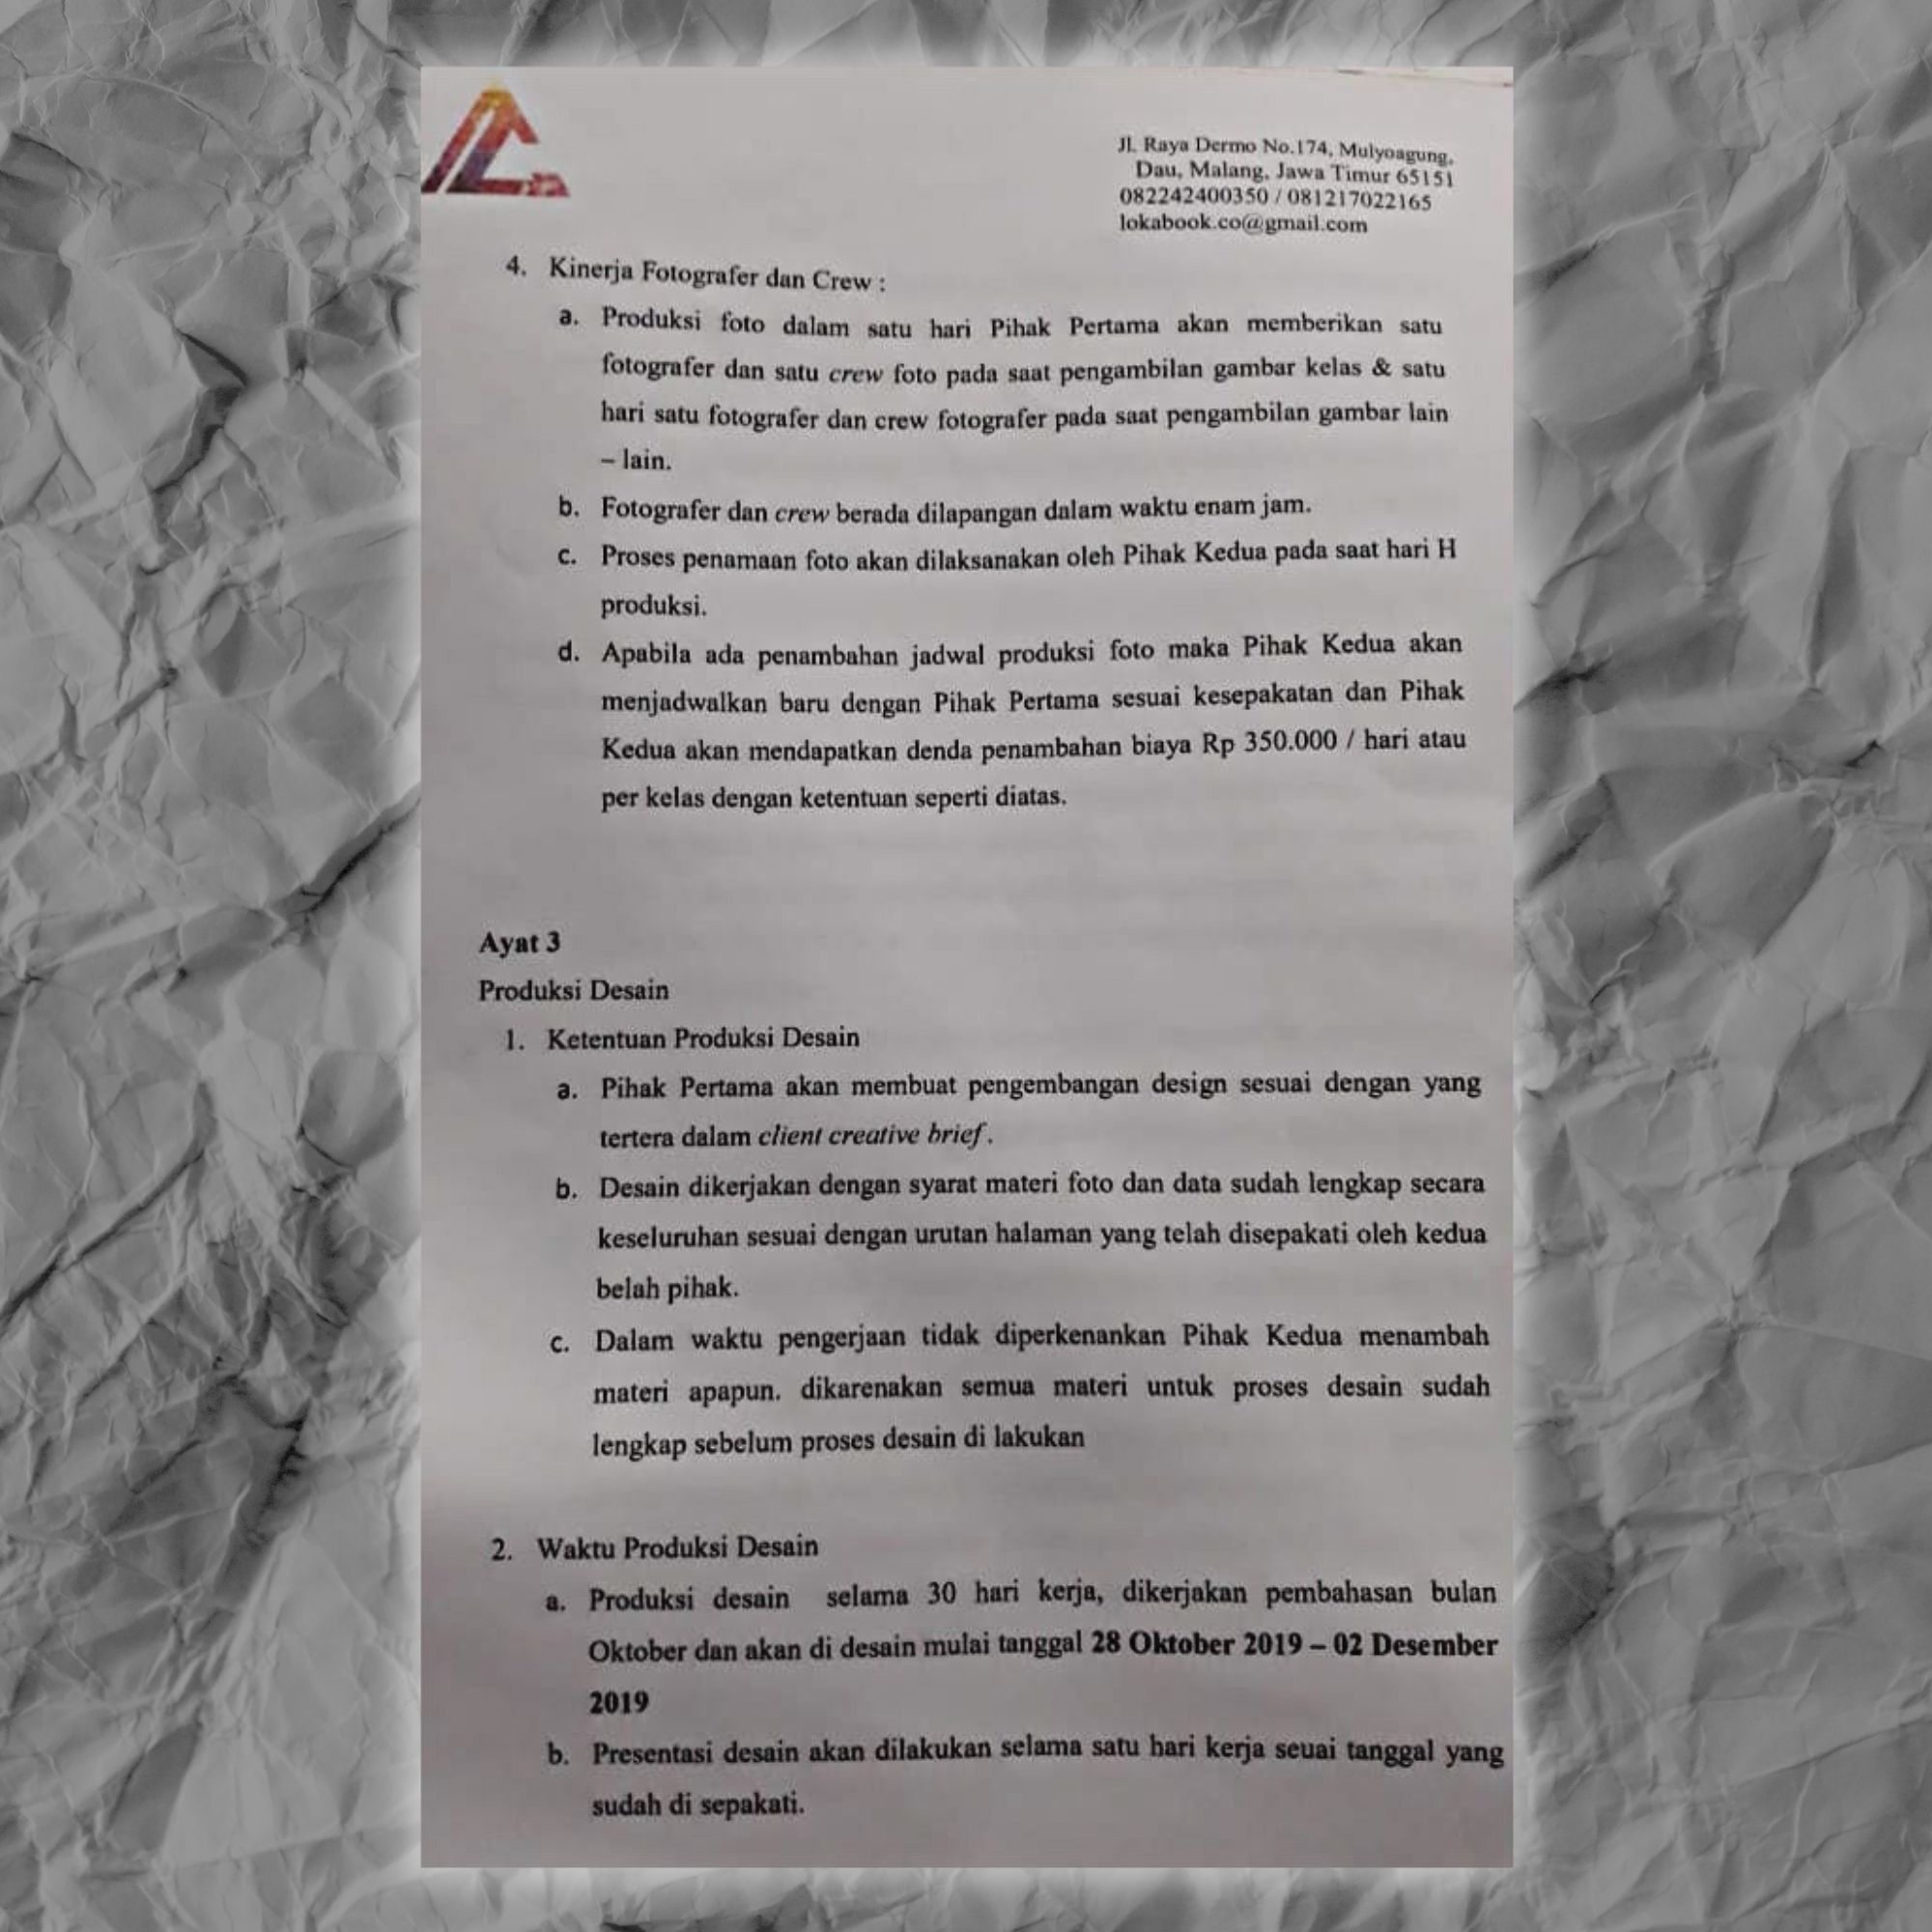 Jl. Raya Dermo No.174, Mulyoagung,
Dau, Malang, Jawa Timur 65151
082242400350 / 081217022165
lokabook.co@gmail.com
4. Kinerja Fotografer dan Crew :
a. Produksi foto dalam satu hari Pihak Pertama akan memberikan satu
fotografer dan satu crew foto pada saat pengambilan gambar kelas & satu
hari satu fotografer dan crew fotografer pada saat pengambilan gambar lain
– lain.
b. Fotografer dan crew berada dilapangan dalam waktu enam jam.
c. Proses penamaan foto akan dilaksanakan oleh Pihak Kedua pada saat hari H
produksi.
d. Apabila ada penambahan jadwal produksi foto maka Pihak Kedua akan
menjadwalkan baru dengan Pihak Pertama sesuai kesepakatan dan Pihak
Kedua akan mendapatkan denda penambahan biaya Rp 350.000 / hari atau
per kelas dengan ketentuan seperti diatas.
Ayat 3
Produksi Desain
1. Ketentuan Produksi Desain
a. Pihak Pertama akan membuat pengembangan design sesuai dengan yang
tertera dalam client creative brief.
b. Desain dikerjakan dengan syarat materi foto dan data sudah lengkap secara
keseluruhan sesuai dengan urutan halaman yang telah disepakati oleh kedua
belah pihak.
c. Dalam waktu pengerjaan tidak diperkenankan Pihak Kedua menambah
materi apapun. dikarenakan semua materi untuk proses desain sudah
lengkap sebelum proses desain di lakukan
2. Waktu Produksi Desain
a. Produksi desain selama 30 hari kerja, dikerjakan pembahasan bulan
Oktober dan akan di desain mulai tanggal 28 Oktober 2019 – 02 Desember
2019
b. Presentasi desain akan dilakukan selama satu hari kerja seuai tanggal yang
sudah di sepakati.